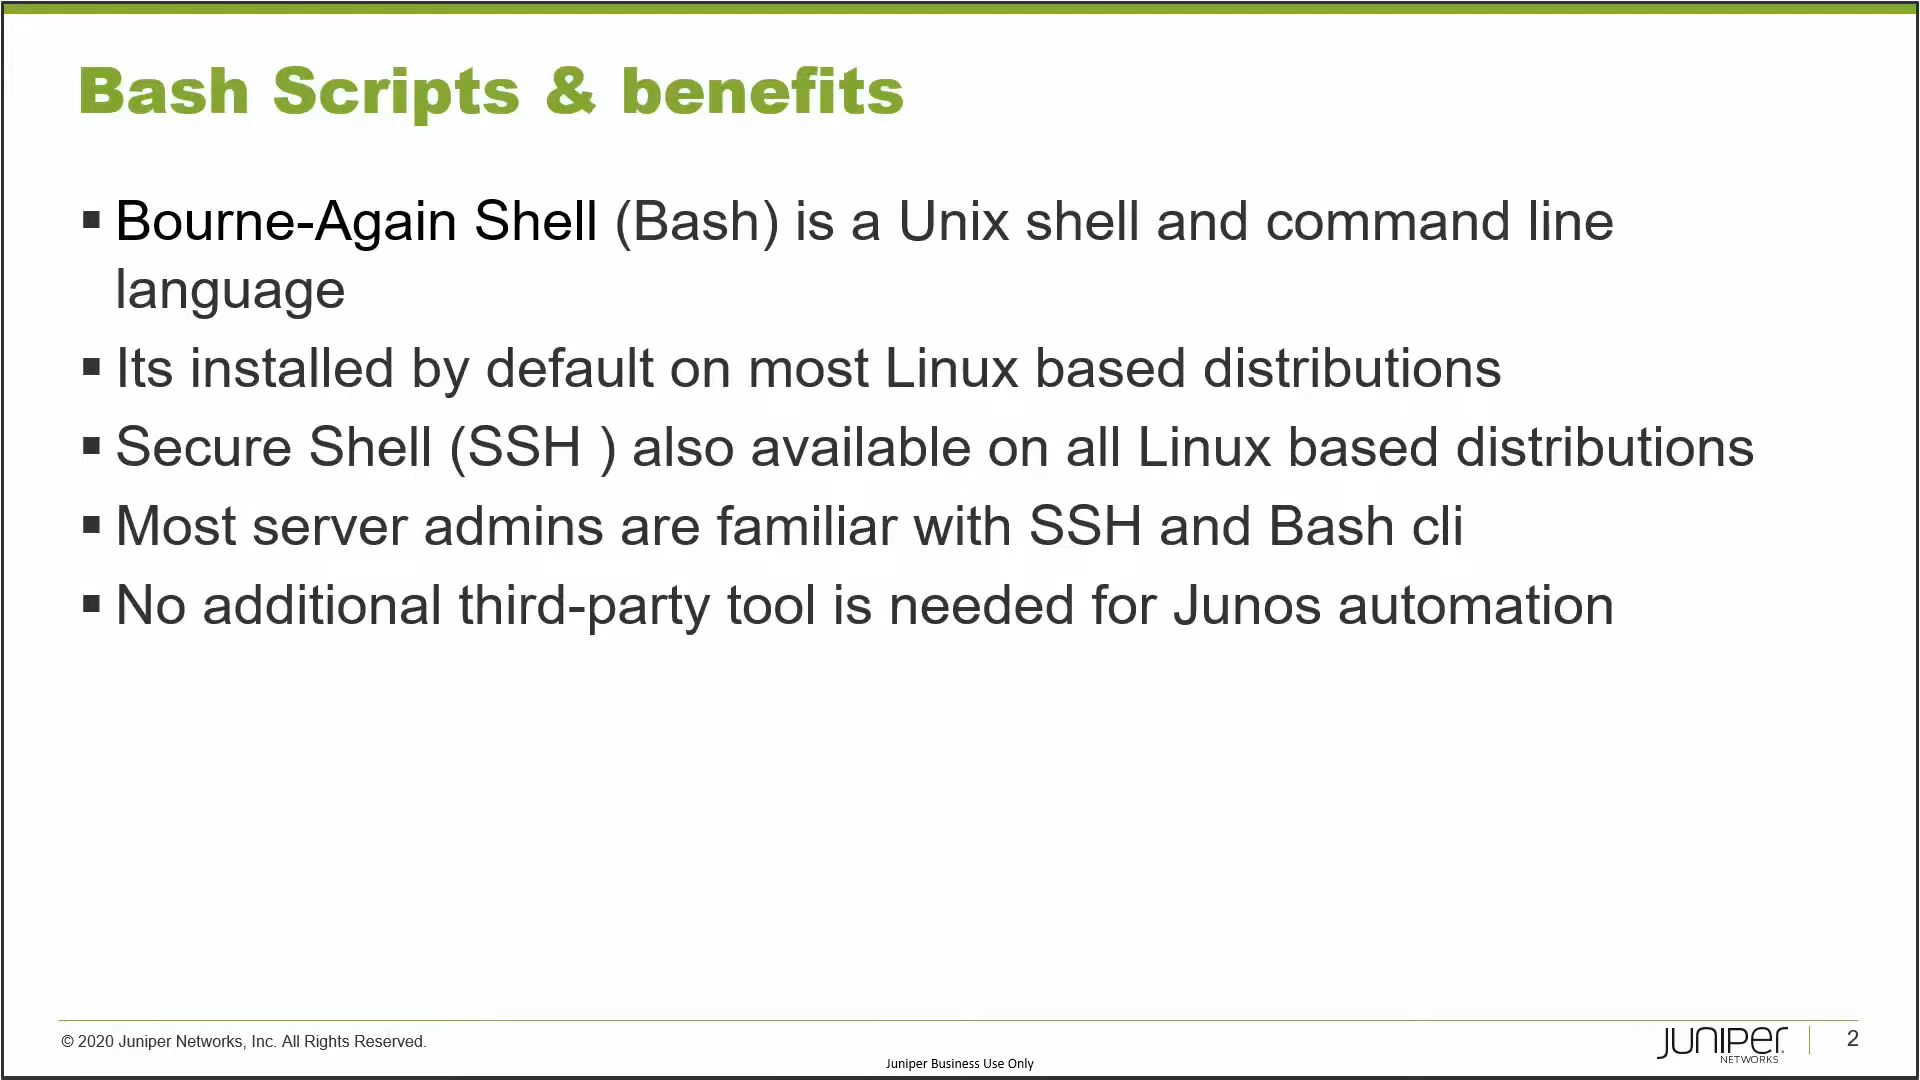 Bash Scripts & benefits
▪ Bourne-Again Shell (Bash) is a Unix shell and command line
language
▪ Its installed by default on most Linux based distributions
▪ Secure Shell (SSH ) also available on all Linux based distributions
▪ Most server admins are familiar with SSH and Bash cli
▪ No additional third-party tool is needed for Junos automation
© 2020 Juniper Networks, Inc. All Rights Reserved.
Juniper Business Use Only
JUNIPer
NETWORKS
2